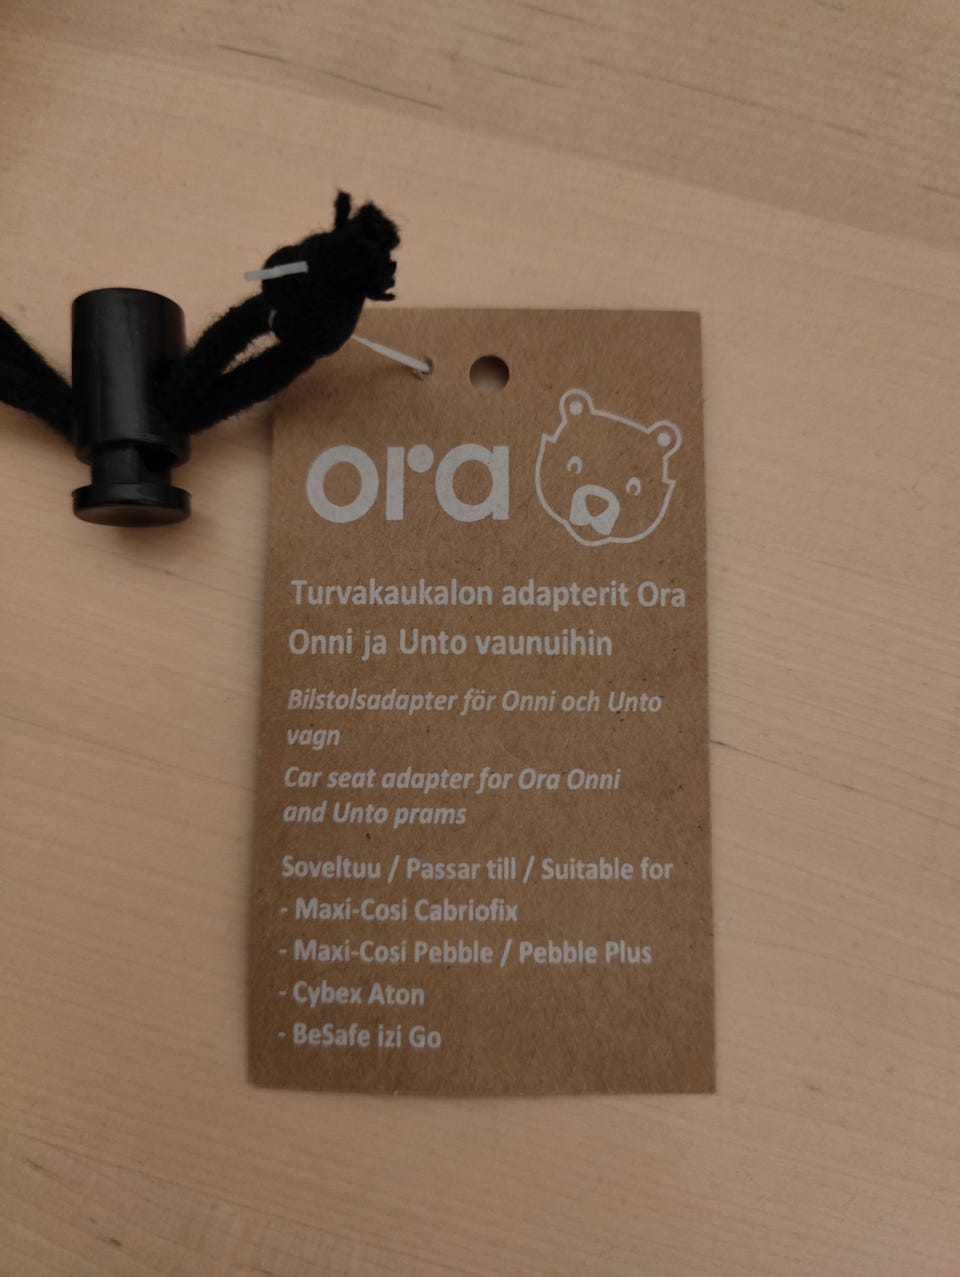 ora
Turvakaukalon adapterit Ora
Onni ja Unto vaunuihin
Bilstolsadapter för Onni och Unto
vagn
Car seat adapter for Ora Onni
and Unto prams
Soveltuu / Passar till / Suitable for
- Maxi-Cosi Cabriofix
- Maxi-Cosi Pebble / Pebble Plus
- Cybex Aton
- BeSafe izi Go